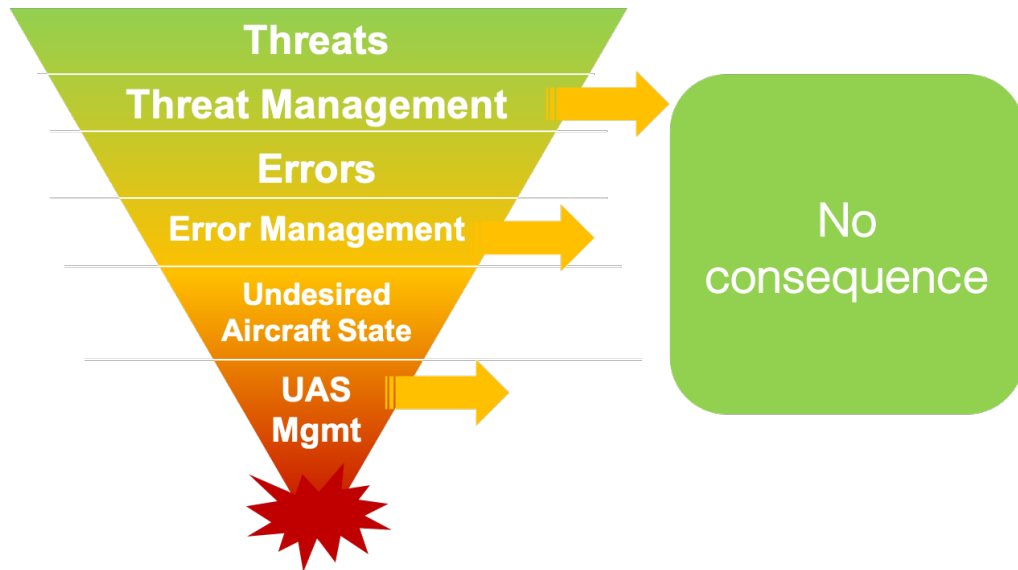 Threats
Threat Management
Errors
Error Management
Undesired
Aircraft State
UAS
Mgmt
No
consequence